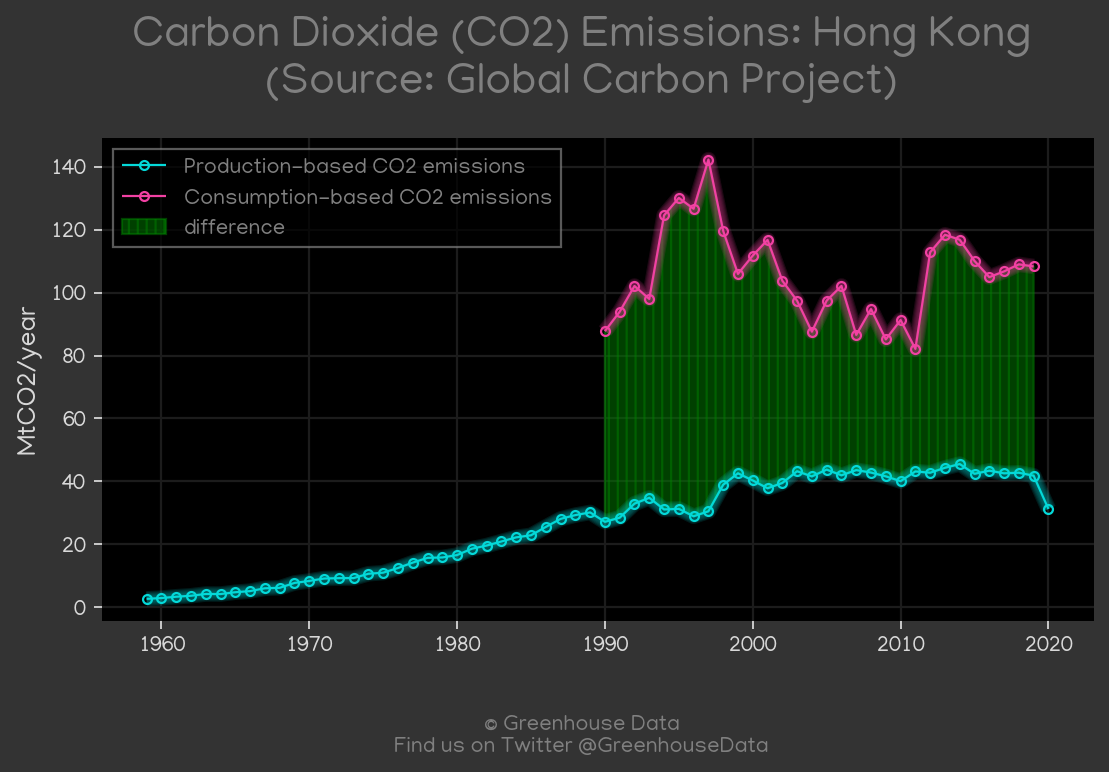 Carbon Dioxide (CO2) Emissions: Hong Kong
(Source: Global Carbon Project)
140
120
100
80
60
40
20
0
MtCO2/year
Production-based CO2 emissions
Consumption-based CO2 emissions
difference
1960 1970 1980 1990 2000 2010 2020
© Greenhouse Data
Find us on Twitter @GreenhouseData